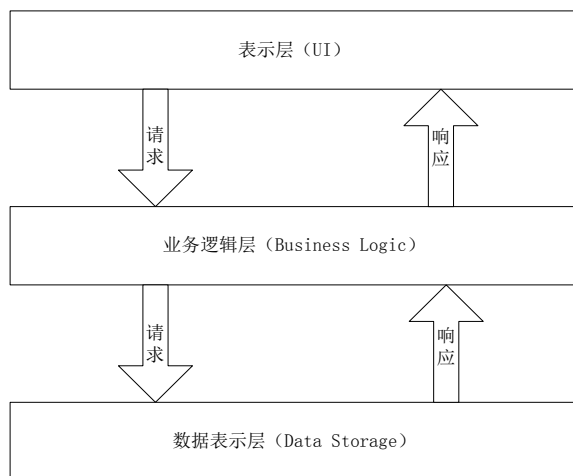 表示层（UI）
请求
响应
业务逻辑层（Business Logic）
请求
响应
数据表示层（Data Storage）